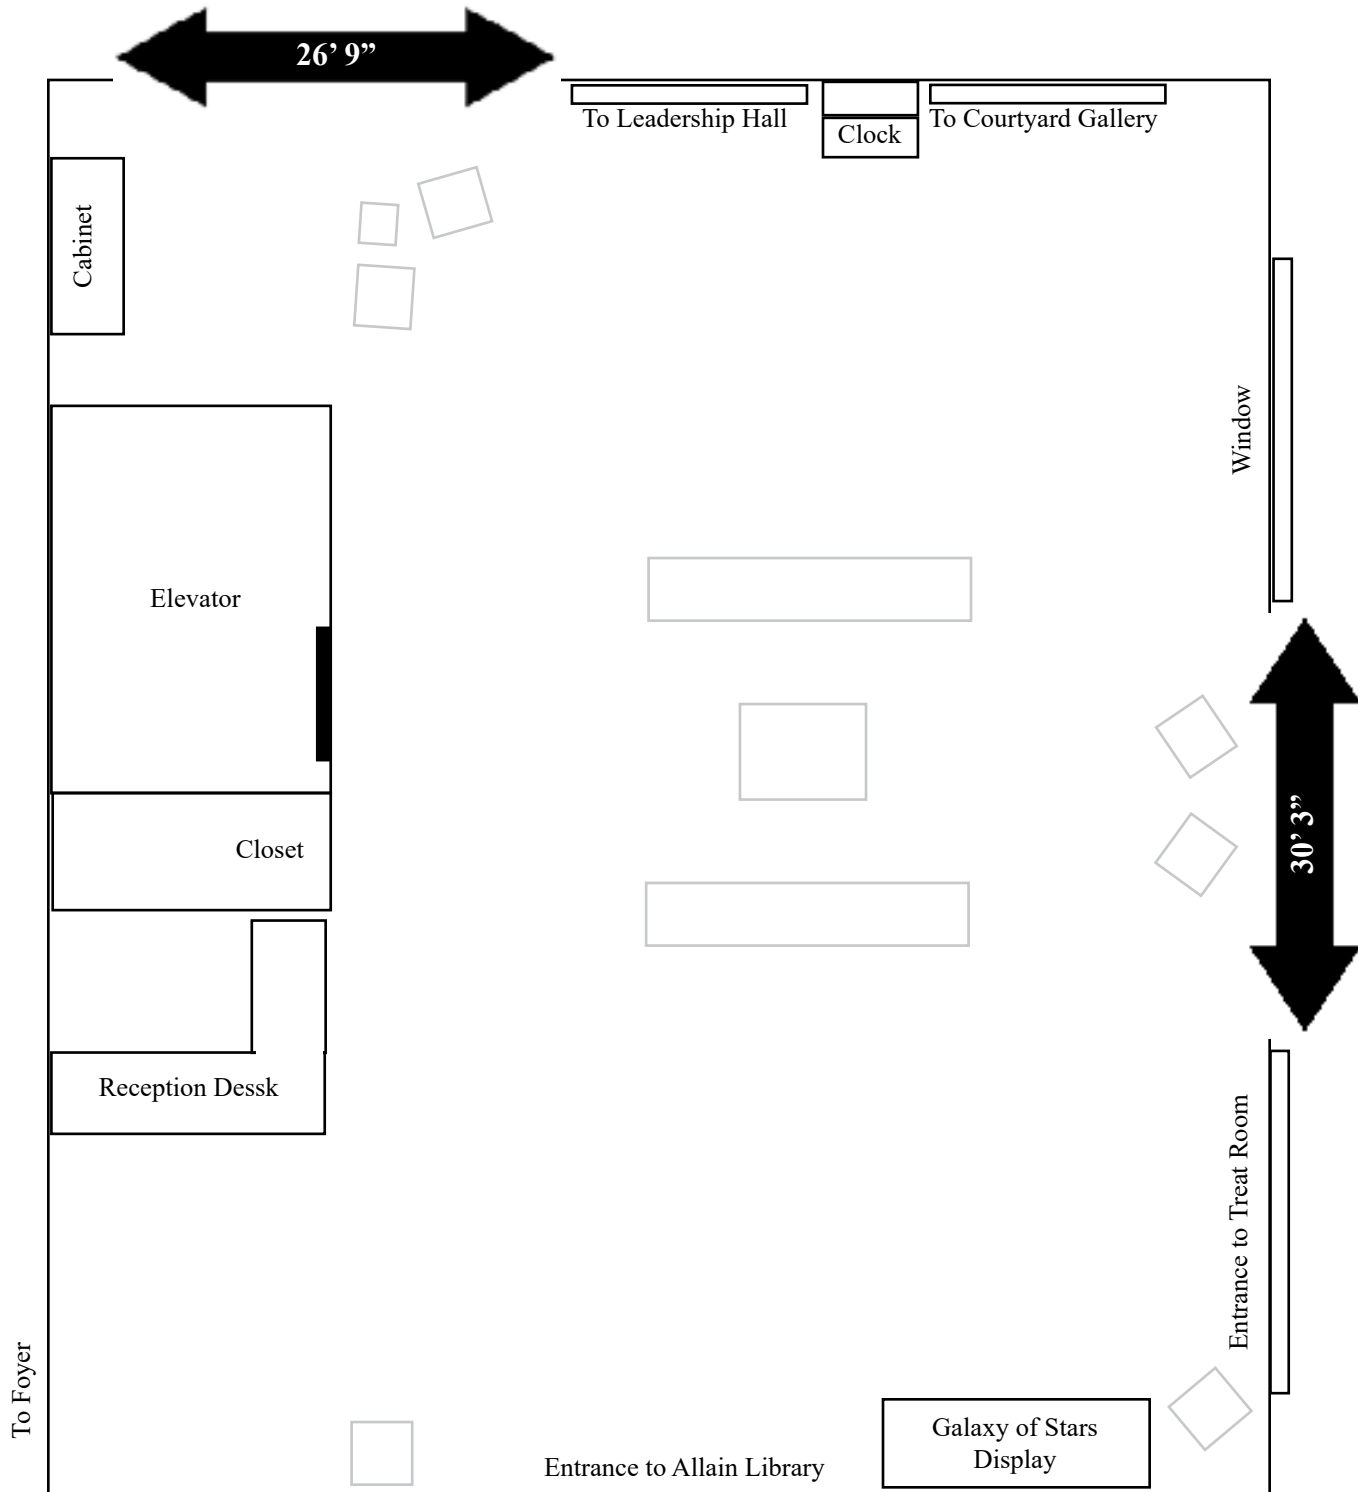 26’ 9”
To Leadership Hall
Clock
To Courtyard Gallery
Cabinet
Window
Elevator
30’ 3”
Closet
Reception Dessk
Entrance to Treat Room
To Foyer
Galaxy of Stars
Display
Entrance to Allain Library